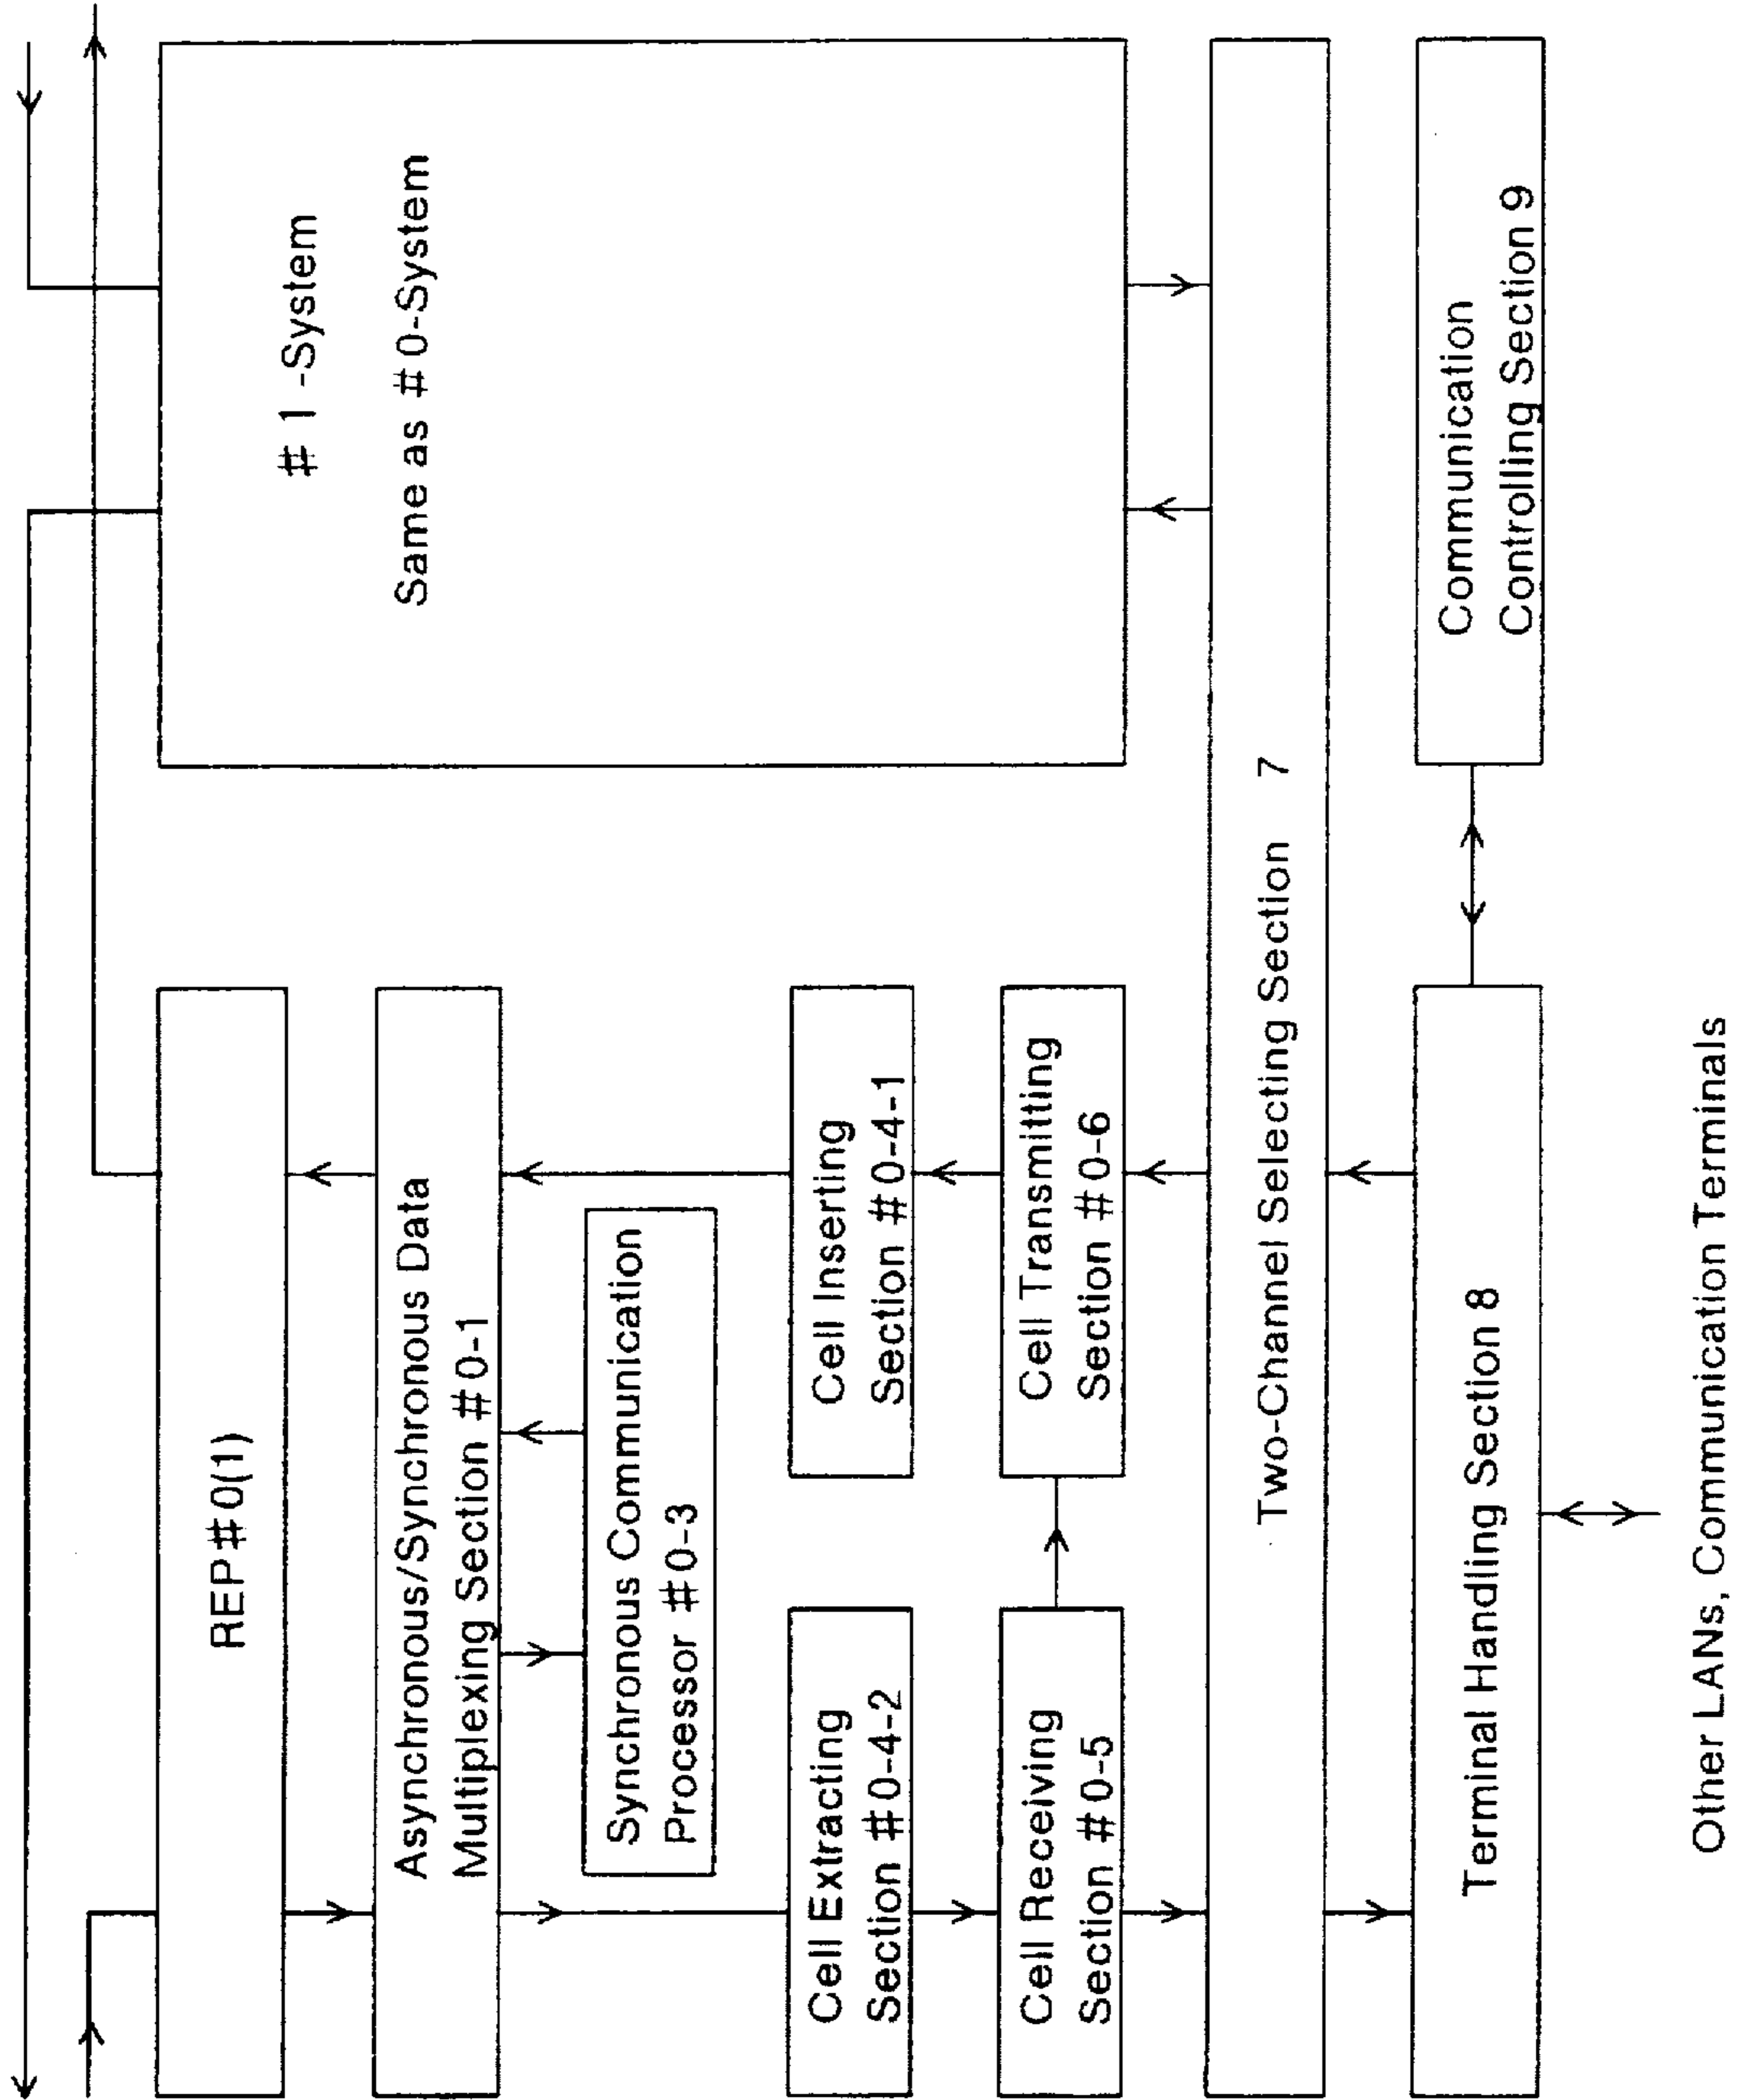 REP#0(1)
Asynchronous/Synchronous Data
Multiplexing Section #0-1
Synchronous Communication
Processor #0-3
Cell Extracting
Section #0-4-2
Cell Inserting
Section #0-4-1
Cell Receiving
Section #0-5
Cell Transmitting
Section #0-6
#1-System
Same as #0-System
Two-Channel Selecting Section 7
Terminal Handling Section 8
Communication
Controlling Section 9
Other LANs, Communication Terminals